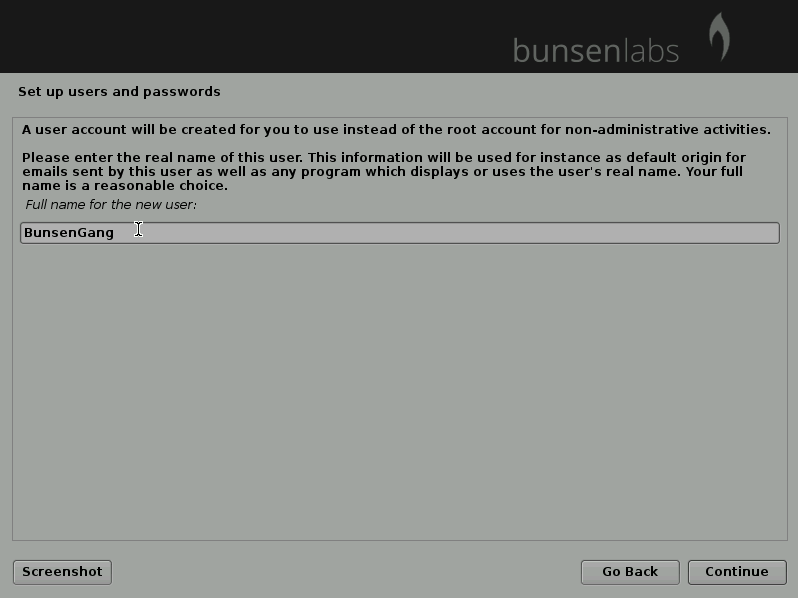 bunsenlabs
Set up users and passwords
A user account will be created for you to use instead of the root account for non-administrative activities.
Please enter the real name of this user. This information will be used for instance as default origin for
emails sent by this user as well as any program which displays or uses the user's real name. Your full
name is a reasonable choice.
Full name for the new user:
BunsenGang
Screenshot
Go Back
Continue